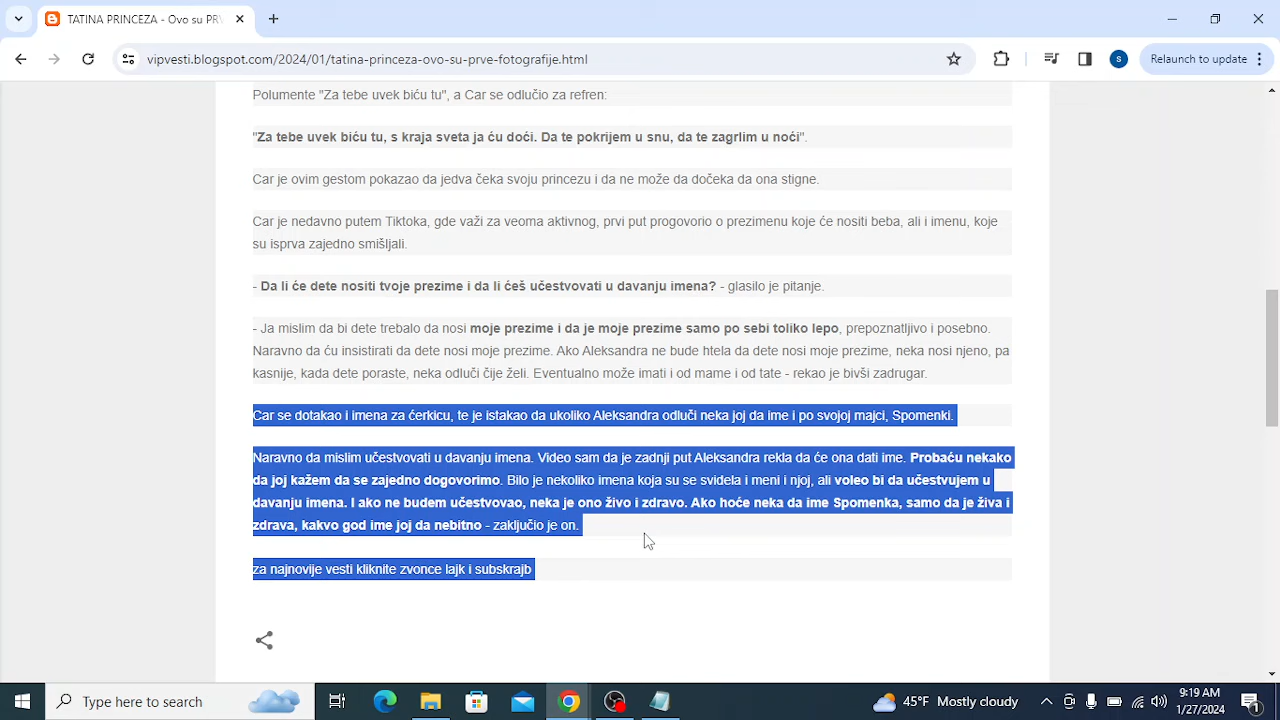 TATINA PRINCEZA - Ovo su PRV
vipvesti.blogspot.com/2024/01/tatina-princeza-ovo-su-prve-fotografije.html
S
Relaunch to update
Polumente "Za tebe uvek biću tu", a Car se odlučio za refren:
"Za tebe uvek biću tu, s kraja sveta ja ću doći. Da te pokrijem u snu, da te zagrlim u noći".
Car je ovim gestom pokazao da jedva čeka svoju princezu i da ne može da dočeka da ona stigne.
Car je nedavno putem Tiktoka, gde važi za veoma aktivnog, prvi put progovorio o prezimenu koje će nositi beba, ali i imenu, koje
su isprva zajedno smišljali.
- Da li će dete nositi tvoje prezime i da li ćeš učestvovati u davanju imena? - glasilo je pitanje.
- Ja mislim da bi dete trebalo da nosi moje prezime i da je moje prezime samo po sebi toliko lepo, prepoznatljivo i posebno.
Naravno da ću insistirati da dete nosi moje prezime. Ako Aleksandra ne bude htela da dete nosi moje prezime, neka nosi njeno, pa
kasnije, kada dete poraste, neka odluči čije želi. Eventualno može imati i od mame i od tate - rekao je bivši zadrugar.
Car se dotakao i imena za ćerkicu, te je istakao da ukoliko Aleksandra odluči neka joj da ime i po svojoj majci, Spomenki.
Naravno da mislim učestvovati u davanju imena. Video sam da je zadnji put Aleksandra rekla da će ona dati ime. Probaću nekako
da joj kažem da se zajedno dogovorimo. Bilo je nekoliko imena koja su se svidela i meni i njoj, ali voleo bi da učestvujem u
davanju imena. I ako ne budem učestvovao, neka je ono živo i zdravo. Ako hoće neka da ime Spomenka, samo da je živa i
zdrava, kakvo god ime joj da nebitno - zaključio je on.
za najnovije vesti kliknite zvonce lajk i subskrajb
Type here to search
45°F Mostly cloudy
3:19 AM
1/27/2024
1